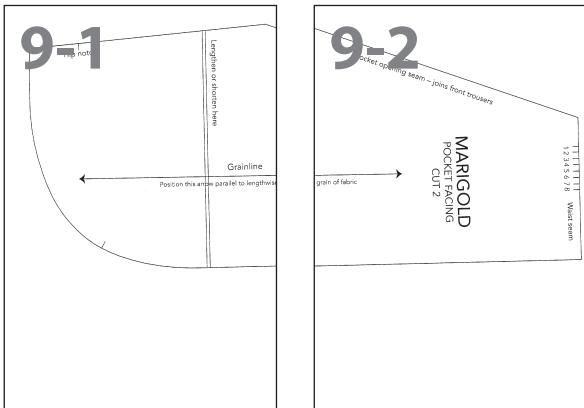 9-1
Hip notch
Lengthen or shorten here
Grainline
Position this arrow parallel to lengthwise
9-2
pocket opening seam – joins front trousers
grain of fabric
MARIGOLD
POCKET FACING
CUT 2
1 2 3 4 5 6 7 8
Waist seam